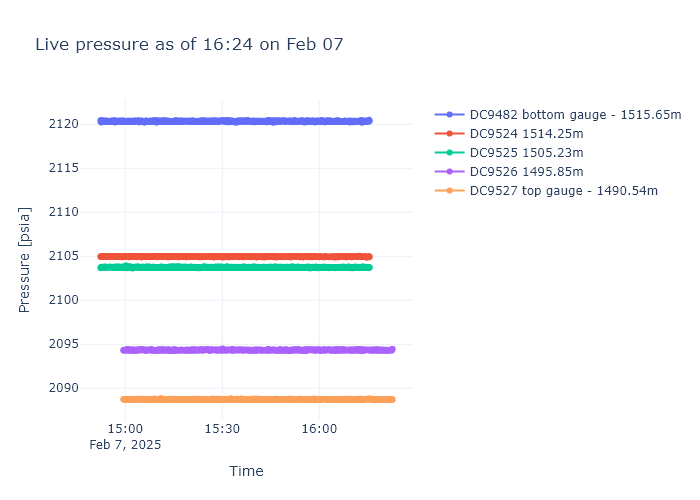 Live pressure as of 16:24 on Feb 07
DC9482 bottom gauge - 1515.65m
DC9524 1514.25m
DC9525 1505.23m
DC9526 1495.85m
DC9527 top gauge - 1490.54m
Pressure [psia]
2120
2115
2110
2105
2100
2095
2090
15:00
Feb 7, 2025
15:30
16:00
Time